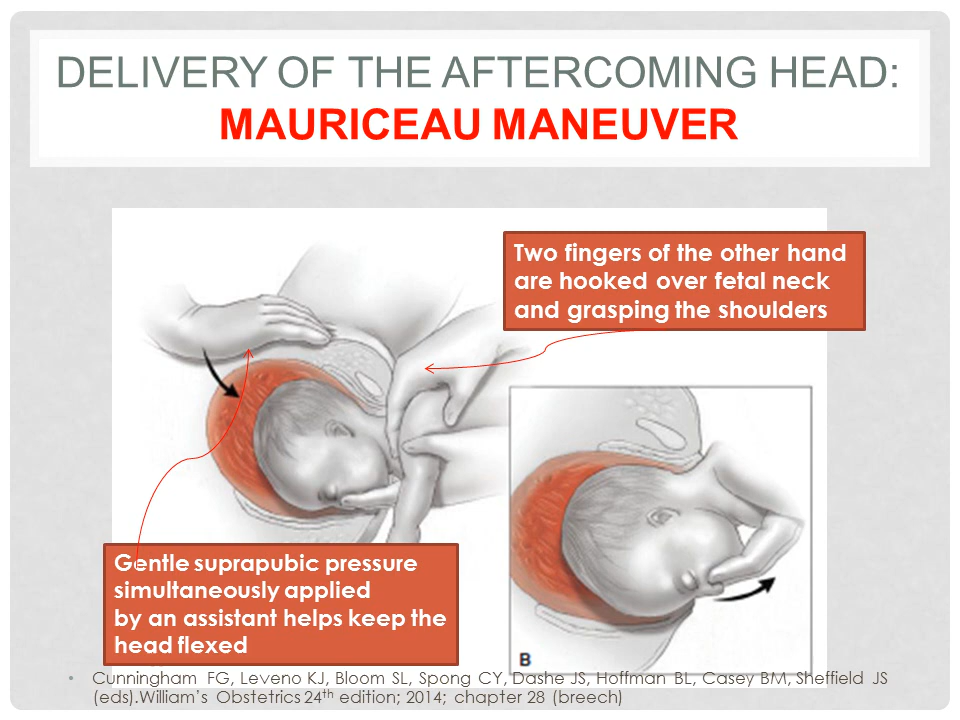 DELIVERY OF THE AFTERCOMING HEAD:
MAURICEAU MANEUVER
Two fingers of the other hand
are hooked over fetal neck
and grasping the shoulders
Gentle suprapubic pressure
simultaneously applied
by an assistant helps keep the
head flexed
B
• Cunningham FG, Leveno KJ, Bloom SL, Spong CY, Dashe JS, Hoffman BL, Casey BM, Sheffield JS
(eds).William’s Obstetrics 24th edition; 2014; chapter 28 (breech)